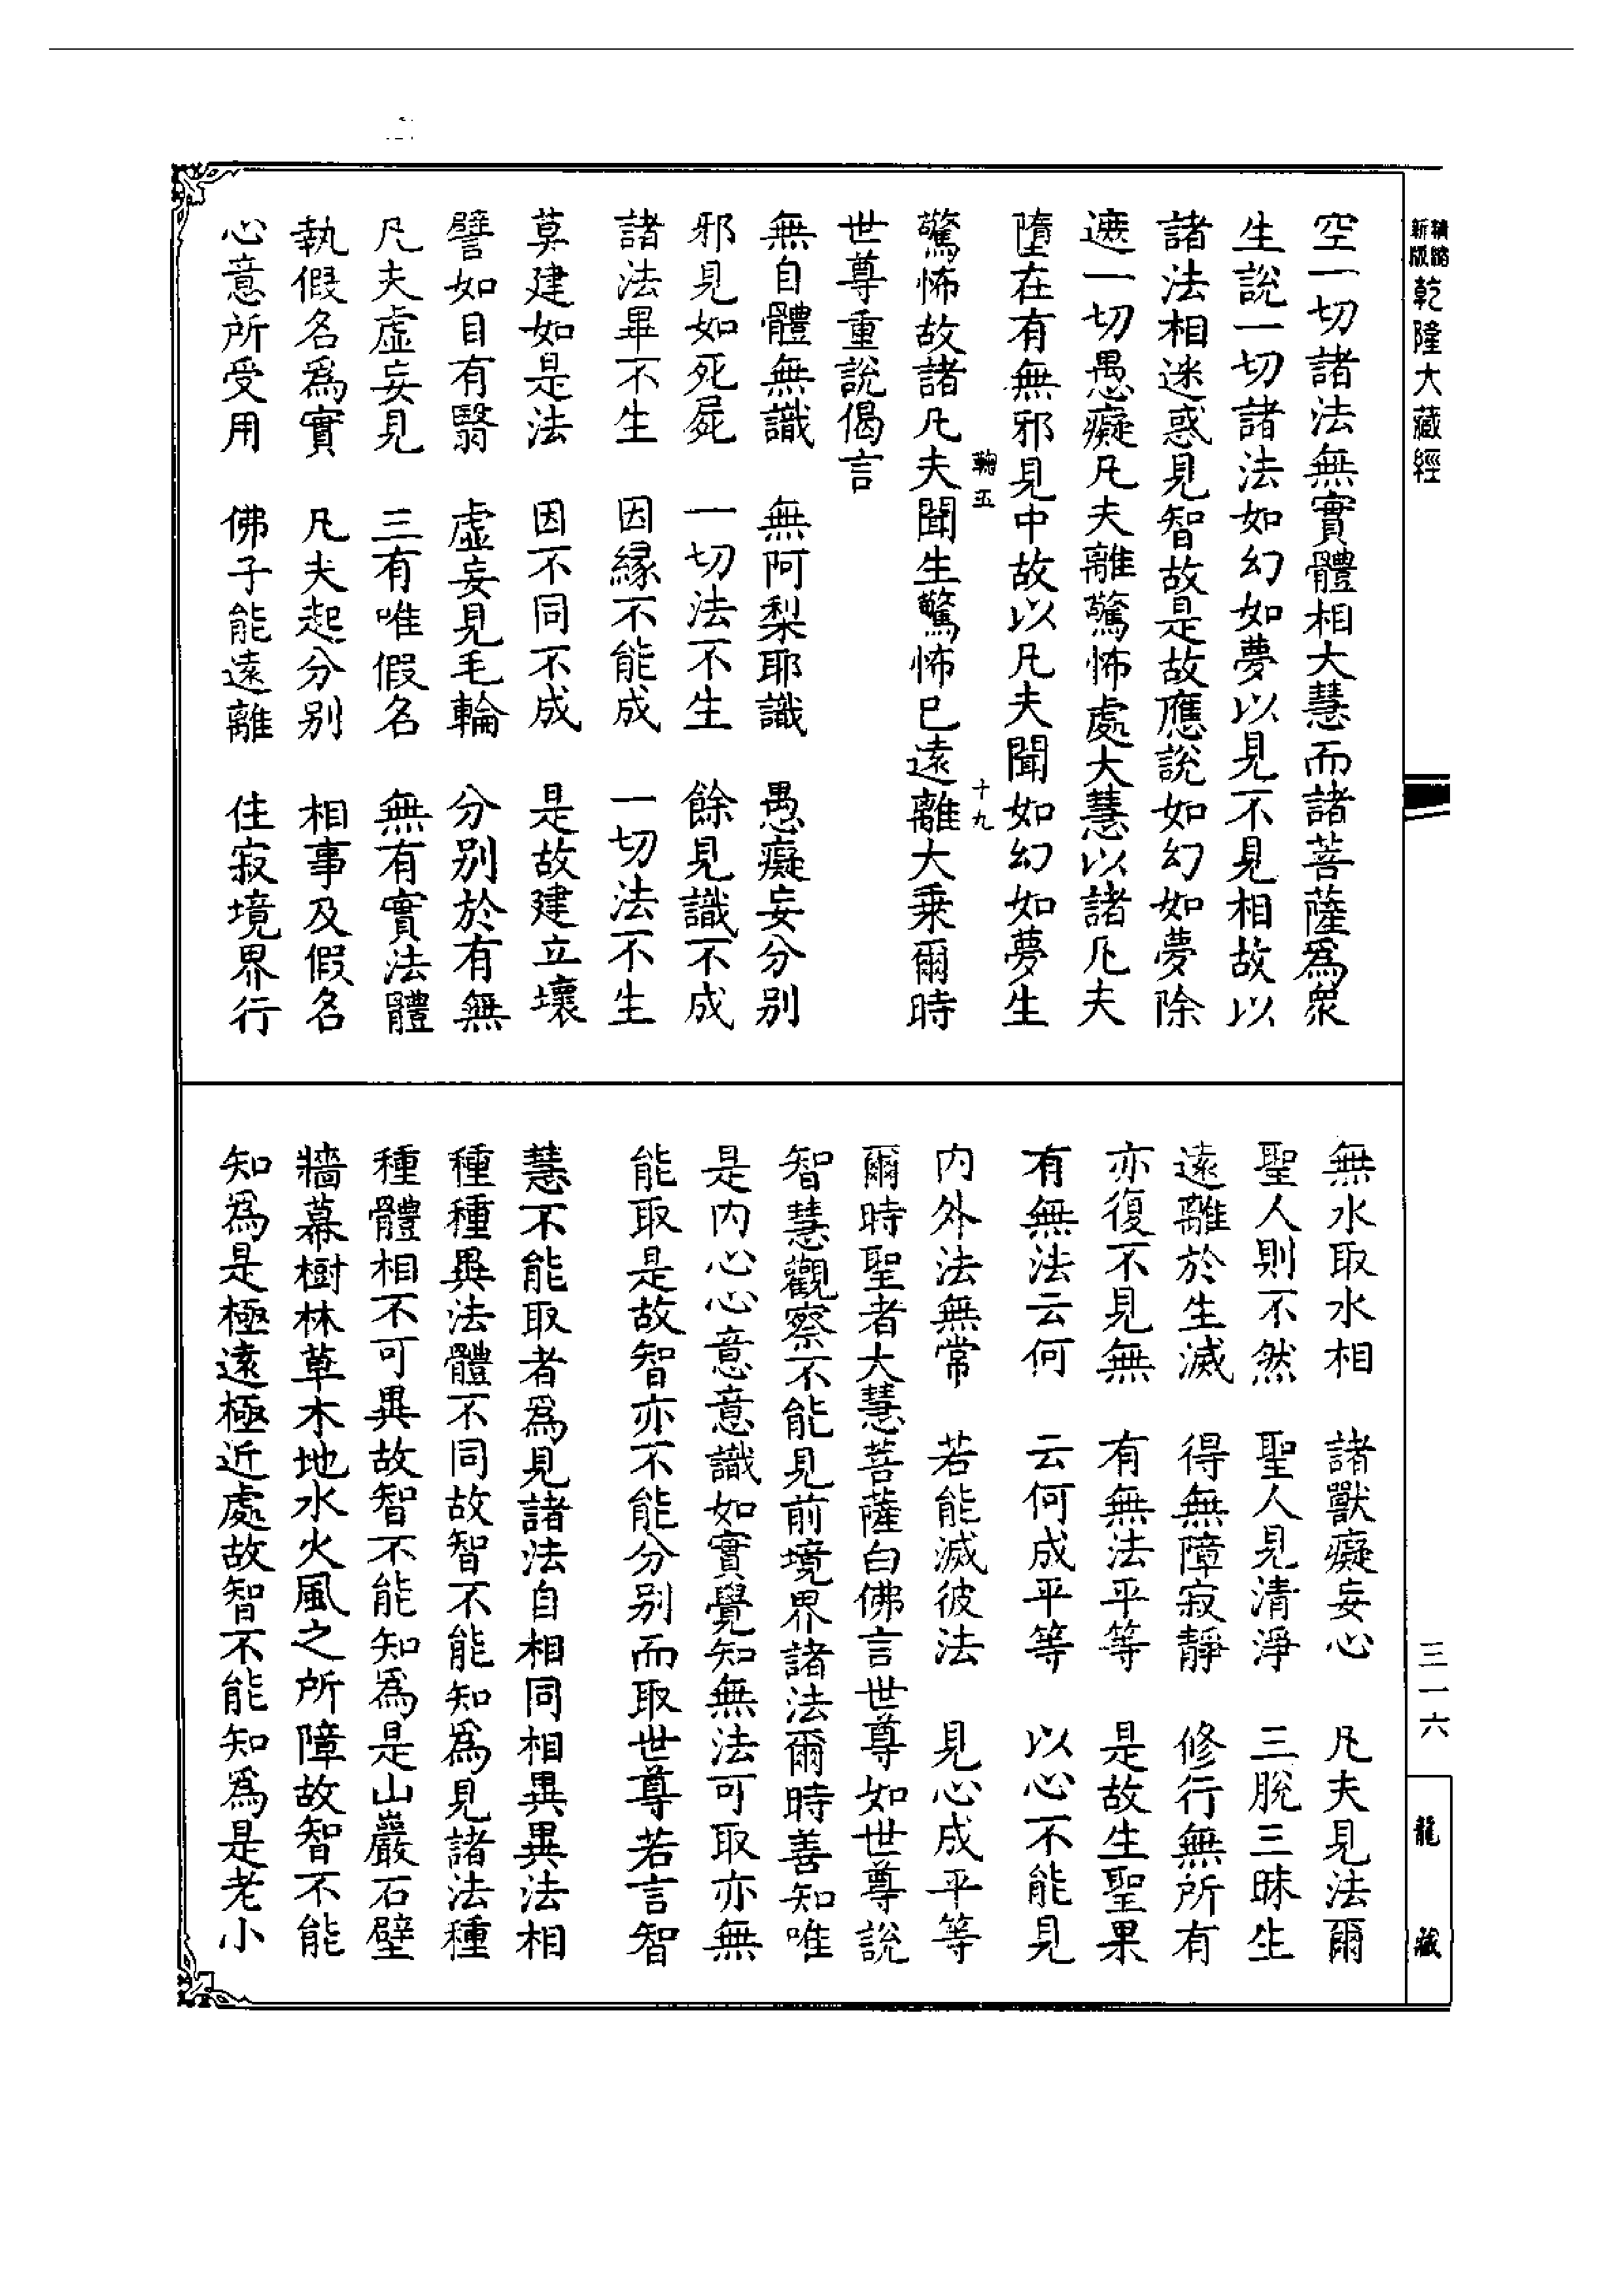 精縮新版乾隆大藏經
三一六
龍藏
空一切諸法無實體相大慧而諸菩薩爲衆
生說一切諸法如幻如夢以見不見相故以
諸法相迷惑見智故是故應說如幻如夢除
遮一切愚癡凡夫離驚怖處大慧以諸凡夫
墮在有無邪見中故以凡夫聞如幻如夢生
鞠五 十九
驚怖故諸凡夫聞生驚怖已遠離大乗爾時
世尊重說偈言
無自體無識 無阿梨耶識 愚癡妄分別
邪見如死屍 一切法不生 餘見識不成
諸法畢不生 因緣不能成 一切法不生
莫建如是法 因不同不成 是故建立壞
譬如目有翳 虛妄見毛輪 分別於有無
凡夫虛妄見 三有唯假名 無有實法體
執假名爲實 凡夫起分別 相事及假名
心意所受用 佛子能遠離 住寂境界行
無水取水相 諸獸癡妄心 凡夫見法爾
聖人則不然 聖人見清淨 三脫三昧生
遠離於生滅 得無障寂靜 修行無所有
亦復不見無 有無法平等 是故生聖果
有無法云何 云何成平等 以心不能見
内外法無常 若能滅彼法 見心成平等
爾時聖者大慧菩薩白佛言世尊如世尊說
智慧觀察不能見前境界諸法爾時善知唯
是内心心意意識如實覺知無法可取亦無
能取是故智亦不能分別而取世尊若言智
慧不能取者爲見諸法自相同相異異法相
種種異法體不同故智不能知爲見諸法種
種體相不可異故智不能知爲是山巖石壁
牆幕樹林草木地水火風之所障故智不能
知爲是極遠極近處故智不能知爲是老小